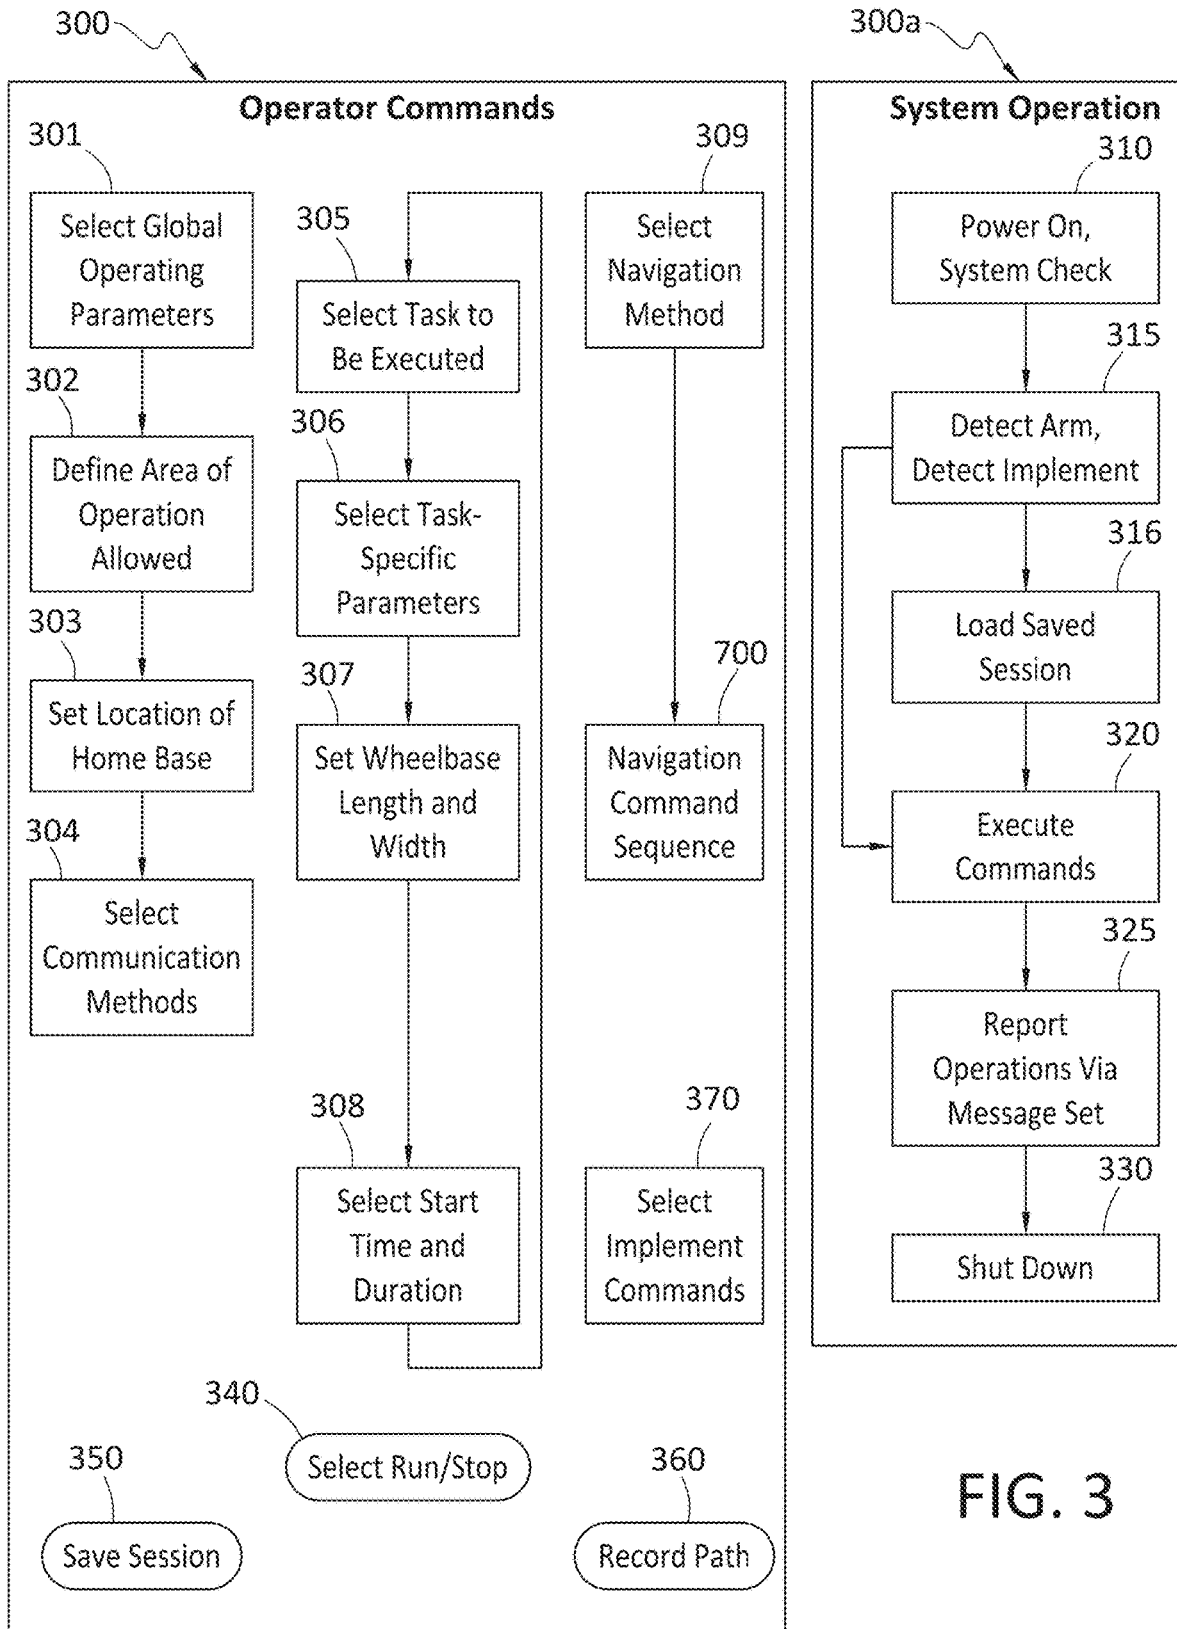 300
300a
Operator Commands
301
Select Global
Operating
Parameters
302
Define Area of
Operation
Allowed
303
Set Location of
Home Base
304
Select
Communication
Methods
305
Select Task to
Be Executed
306
Select Task-
Specific
Parameters
307
Set Wheelbase
Length and
Width
308
Select Start
Time and
Duration
309
Select
Navigation
Method
700
Navigation
Command
Sequence
370
Select
Implement
Commands
340
Select Run/Stop
350
Save Session
360
Record Path
System Operation
310
Power On,
System Check
315
Detect Arm,
Detect Implement
316
Load Saved
Session
320
Execute
Commands
325
Report
Operations Via
Message Set
330
Shut Down
FIG. 3